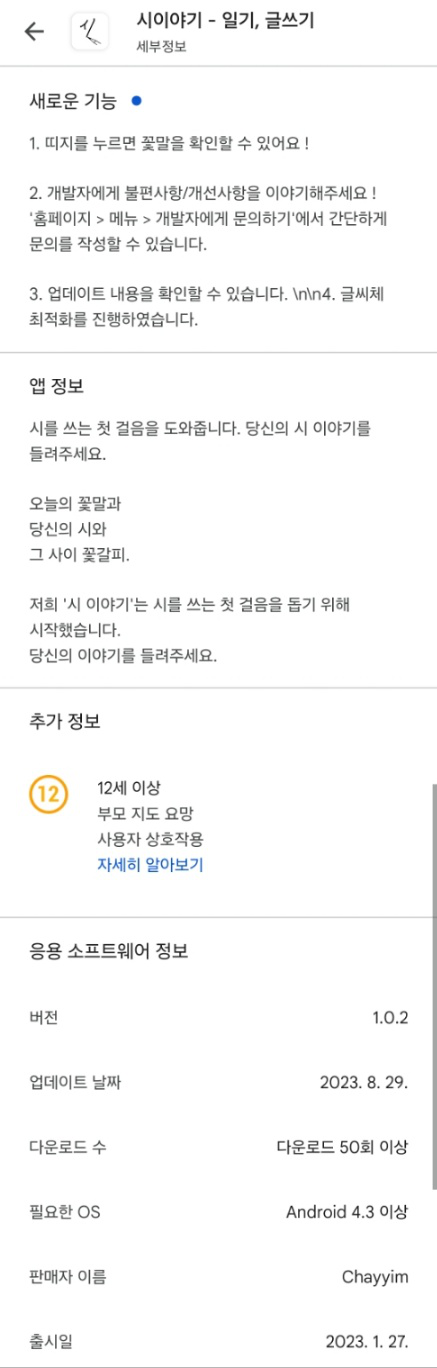 시이야기 - 일기, 글쓰기
세부정보
새로운 기능
1. 띠지를 누르면 꽃말을 확인할 수 있어요 !
2. 개발자에게 불편사항/개선사항을 이야기해주세요 !
'홈페이지 > 메뉴 > 개발자에게 문의하기'에서 간단하게
문의를 작성할 수 있습니다.
3. 업데이트 내용을 확인할 수 있습니다. \n\n4. 글씨체
최적화를 진행하였습니다.
앱 정보
시를 쓰는 첫 걸음을 도와줍니다. 당신의 시 이야기를
들려주세요.
오늘의 꽃말과
당신의 시와
그 사이 꽃갈피.
저희 '시 이야기'는 시를 쓰는 첫 걸음을 돕기 위해
시작했습니다.
당신의 이야기를 들려주세요.
추가 정보
12
12세 이상
부모 지도 요망
사용자 상호작용
자세히 알아보기
응용 소프트웨어 정보
버전 1.0.2
업데이트 날짜 2023. 8. 29.
다운로드 수 다운로드 50회 이상
필요한 OS Android 4.3 이상
판매자 이름 Chayyim
출시일 2023. 1. 27.